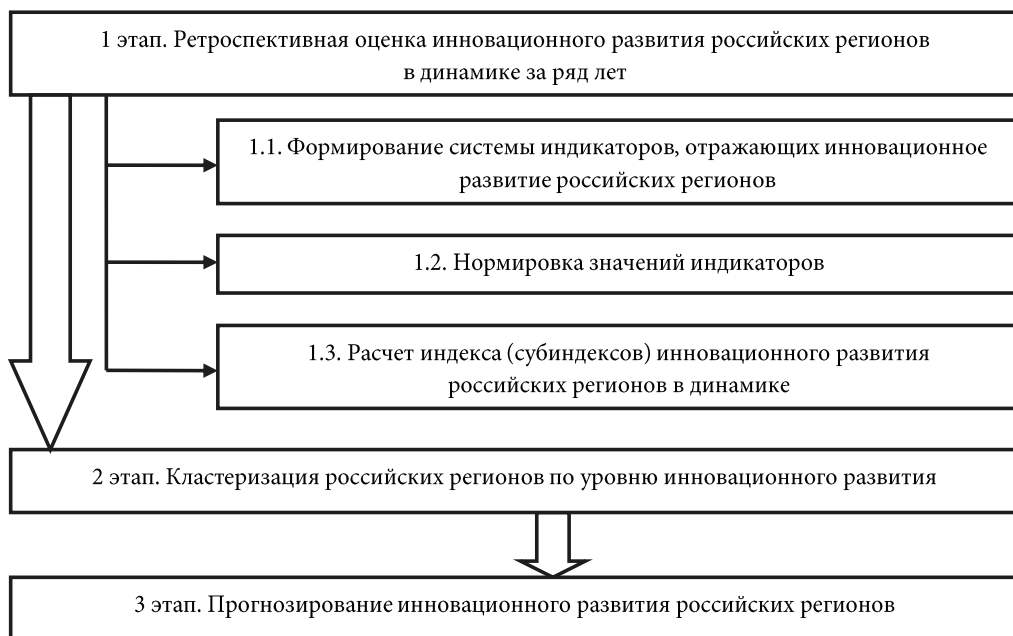 1 этап. Ретроспективная оценка инновационного развития российских регионов
в динамике за ряд лет
1.1. Формирование системы индикаторов, отражающих инновационное
развитие российских регионов
1.2. Нормировка значений индикаторов
1.3. Расчет индекса (субиндексов) инновационного развития
российских регионов в динамике
2 этап. Кластеризация российских регионов по уровню инновационного развития
3 этап. Прогнозирование инновационного развития российских регионов